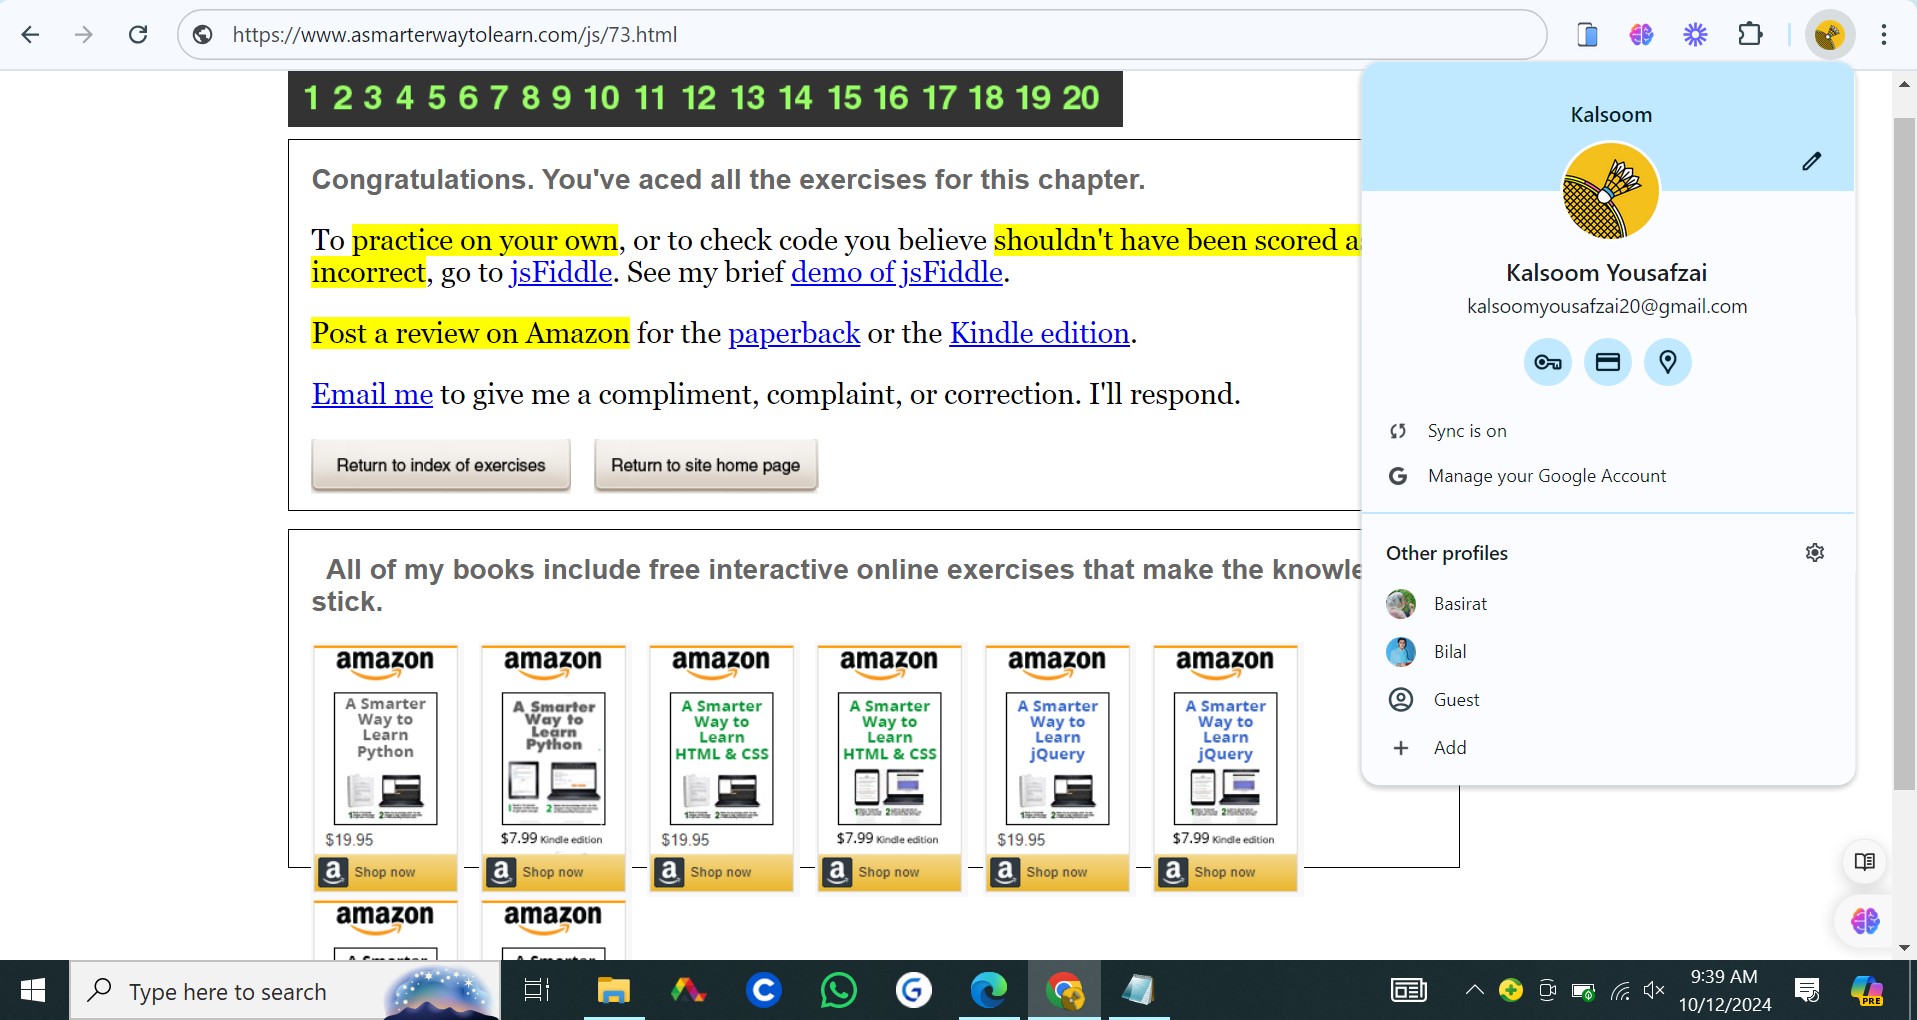 https://www.asmarterwaytolearn.com/js/73.html
1 2 3 4 5 6 7 8 9 10 11 12 13 14 15 16 17 18 19 20
Congratulations. You've aced all the exercises for this chapter.
To practice on your own, or to check code you believe shouldn't have been scored as
incorrect, go to jsFiddle. See my brief demo of jsFiddle.
Post a review on Amazon for the paperback or the Kindle edition.
Email me to give me a compliment, complaint, or correction. I'll respond.
Return to index of exercises
Return to site home page
All of my books include free interactive online exercises that make the knowle
stick.
amazon
A Smarter
Way to
Learn
Python
$19.95
Shop now
amazon
A Smarter
Way to
Learn
Python
$7.99 Kindle edition
Shop now
amazon
A Smarter
Way to
Learn
HTML & CSS
$19.95
Shop now
amazon
A Smarter
Way to
Learn
HTML & CSS
$7.99 Kindle edition
Shop now
amazon
A Smarter
Way to
Learn
jQuery
$19.95
Shop now
amazon
A Smarter
Way to
Learn
jQuery
$7.99 Kindle edition
Shop now
amazon
amazon
Kalsoom
Kalsoom Yousafzai
kalsoomyousafzai20@gmail.com
Sync is on
Manage your Google Account
Other profiles
Basirat
Bilal
Guest
Add
Type here to search
9:39 AM
10/12/2024
PRE